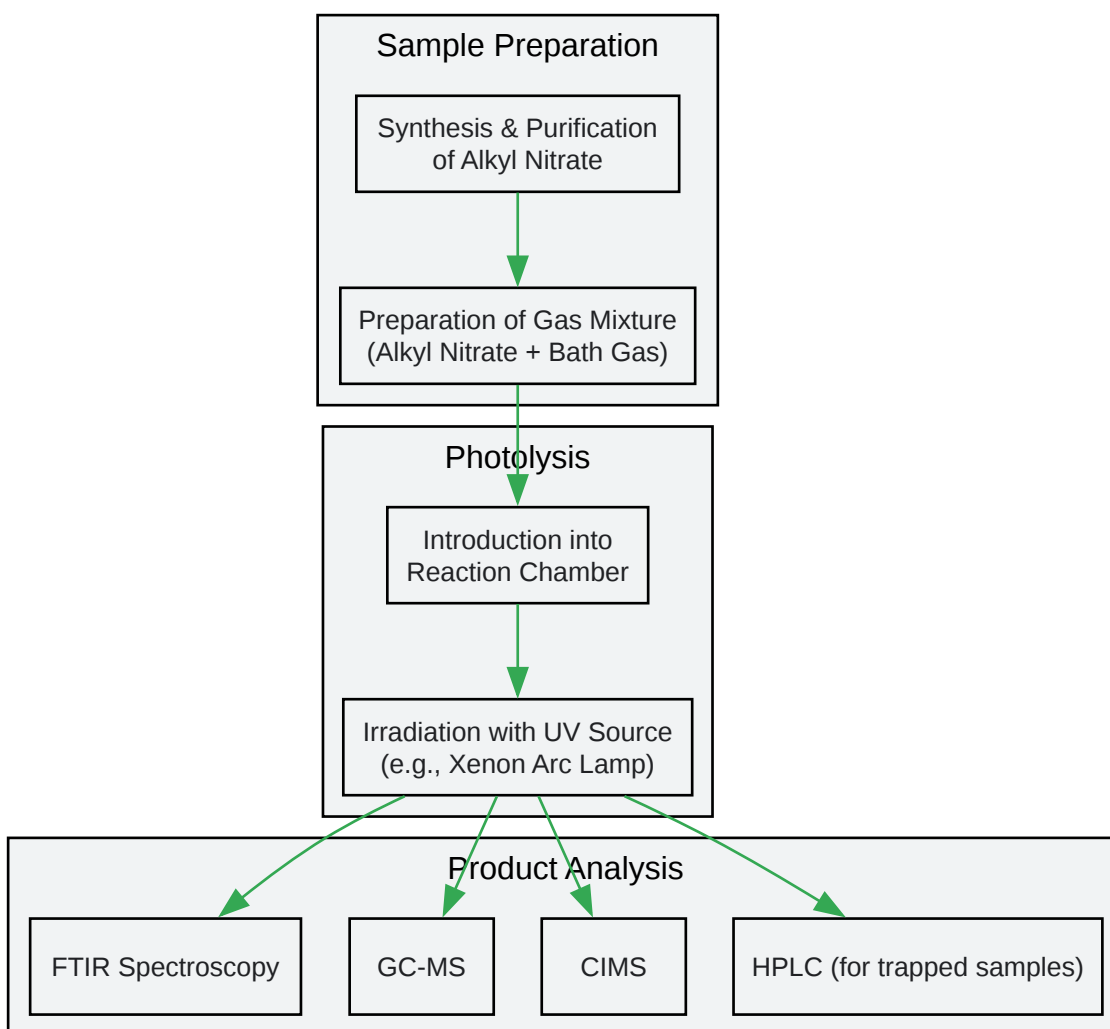 Sample Preparation
Synthesis & Purification
of Alkyl Nitrate
Preparation of Gas Mixture
(Alkyl Nitrate + Bath Gas)
Photolysis
Introduction into
Reaction Chamber
Irradiation with UV Source
(e.g., Xenon Arc Lamp)
Product Analysis
FTIR Spectroscopy
GC-MS
CIMS
HPLC (for trapped samples)